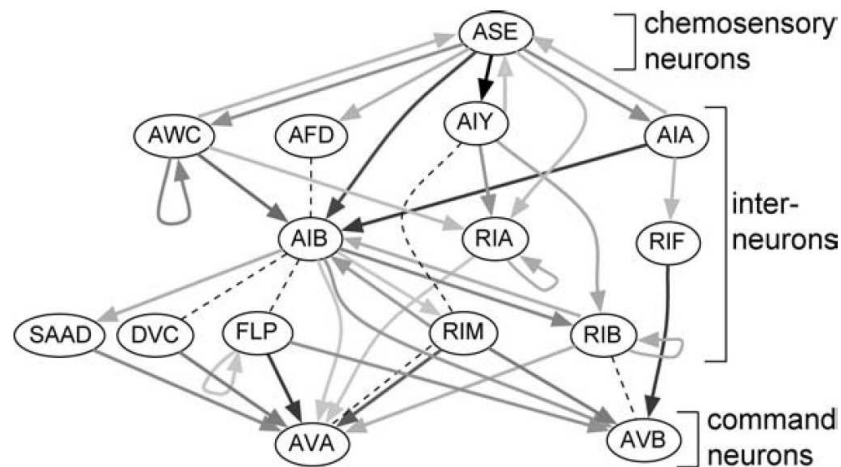 ASE
chemosensory
neurons
AWC
AFD
AIY
AIA
inter-
neurons
AIB
RIA
RIF
SAAD
DVC
FLP
RIM
RIB
command
neurons
AVA
AVB